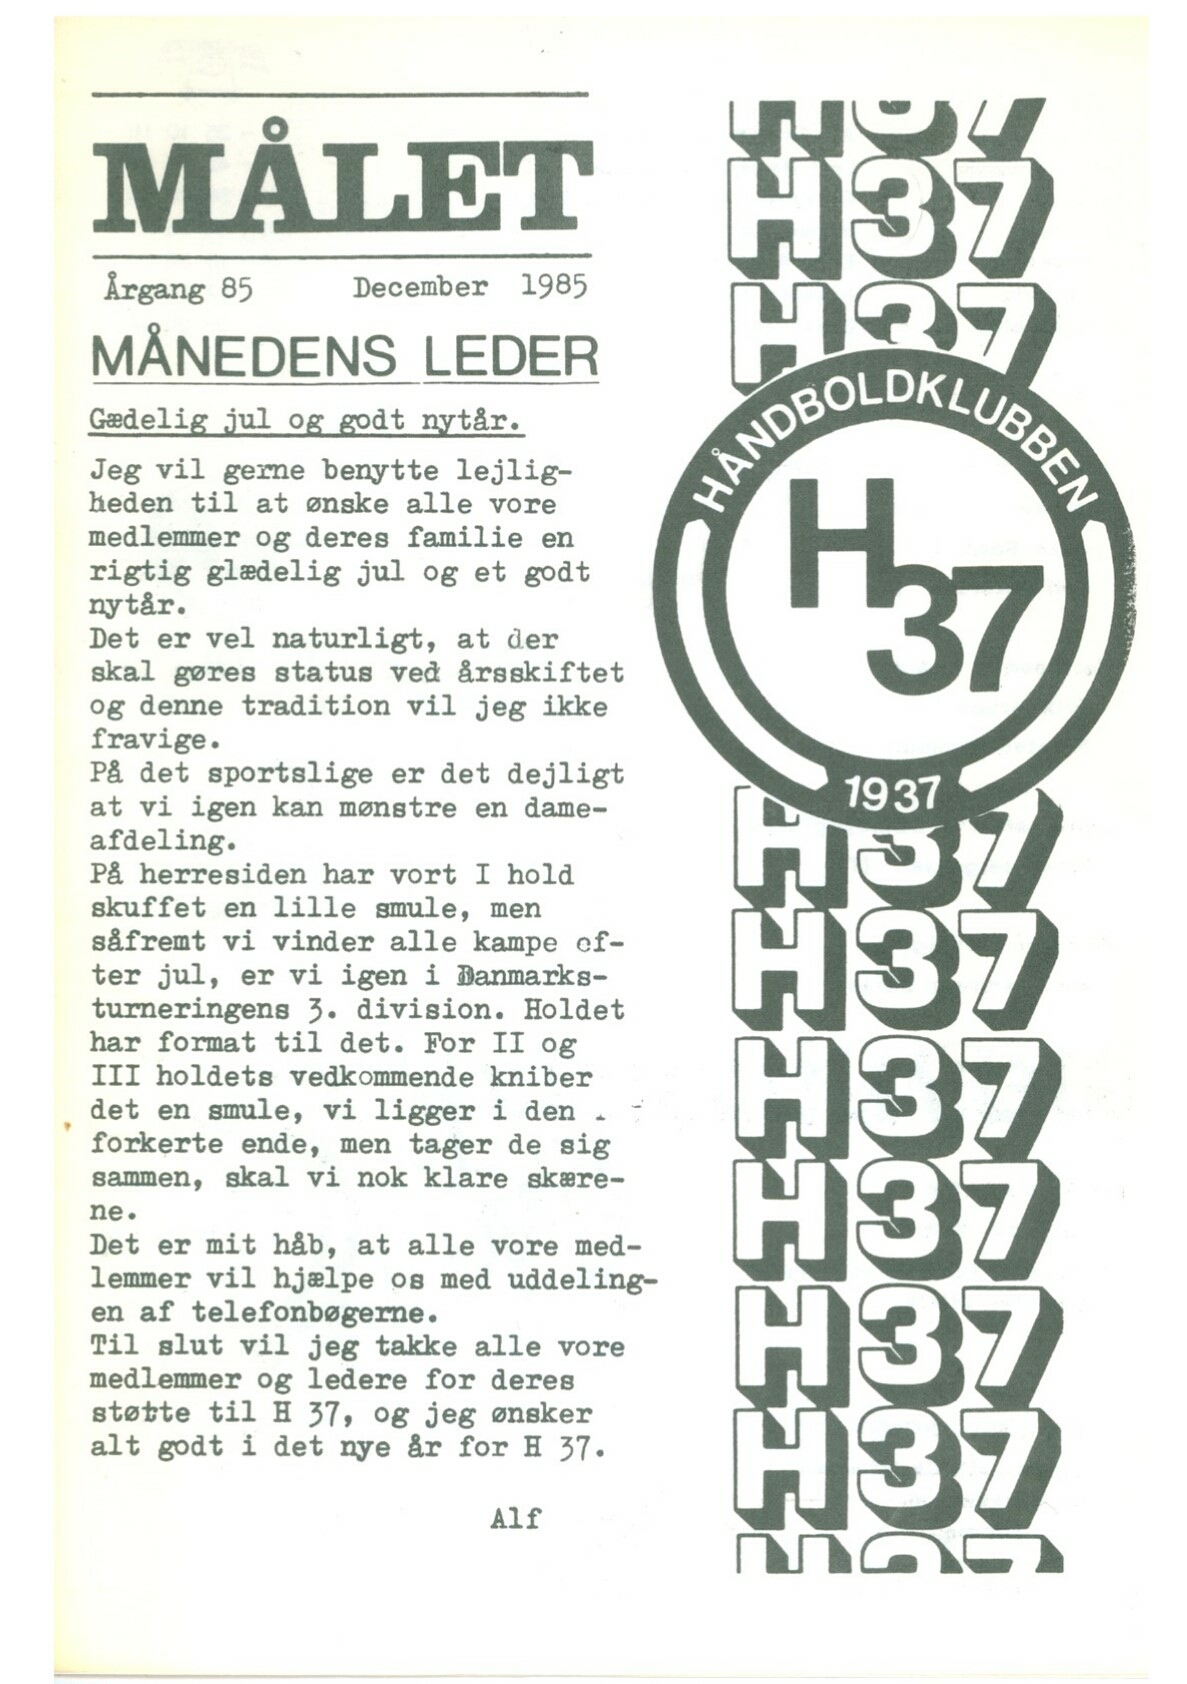 MÅLET
Årgang 85 December 1985
MÅNEDENS LEDER
Gædelig jul og godt nytår.
Jeg vil gerne benytte lejlig-
heden til at ønske alle vore
medlemmer og deres familie en
rigtig glædelig jul og et godt
nytår.
Det er vel naturligt, at der
skal gøres status ved årsskiftet
og denne tradition vil jeg ikke
fravige.
På det sportslige er det dejligt
at vi igen kan mønstre en dame-
afdeling.
På herresiden har vort I hold
skuffet en lille smule, men
såfremt vi vinder alle kampe ef-
ter jul, er vi igen i Danmarks-
turneringens 3. division. Holdet
har format til det. For II og
III holdets vedkommende kniber
det en smule, vi ligger i den
forkerte ende, men tager de sig
sammen, skal vi nok klare skære-
ne.
Det er mit håb, at alle vore med-
lemmer vil hjælpe os med uddeling-
en af telefonbøgerne.
Til slut vil jeg takke alle vore
medlemmer og ledere for deres
støtte til H 37, og jeg ønsker
alt godt i det nye år for H 37.
Alf
H37
H37
H37
HÅNDBOLDKLUBBEN
H37
1937
H37
H37
H37
H37
H37
H37
H37